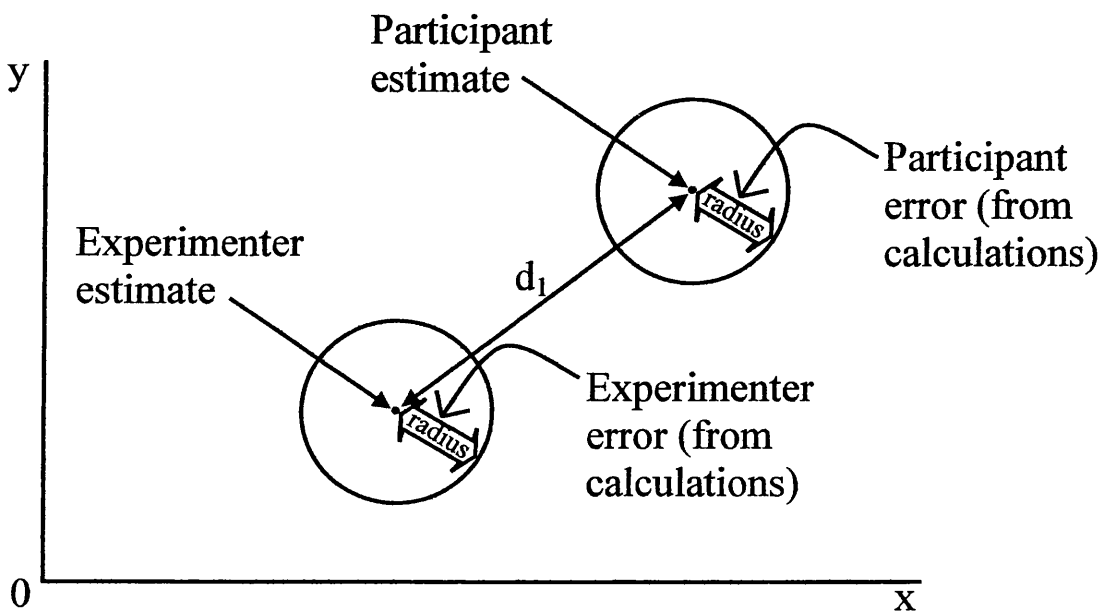 Participant
estimate
y
radius
Participant
error (from
calculations)
Experimenter
estimate
d₁
radius
Experimenter
error (from
calculations)
0
x